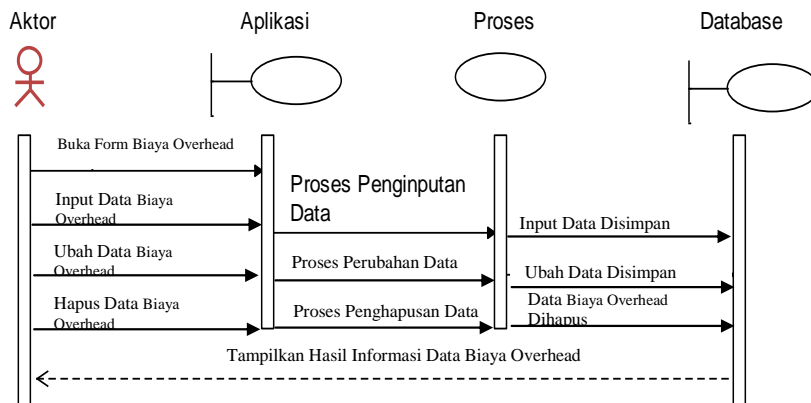 Aktor
Aplikasi
Proses
Database
Buka Form Biaya Overhead
Input Data Biaya
Overhead
Proses Penginputan
Data
Input Data Disimpan
Ubah Data Biaya
Overhead
Proses Perubahan Data
Ubah Data Disimpan
Hapus Data Biaya
Overhead
Proses Penghapusan Data
Data Biaya Overhead
Dihapus
Tampilkan Hasil Informasi Data Biaya Overhead